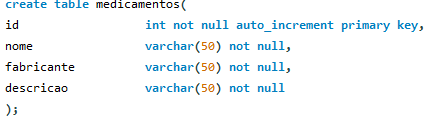 create table medicamentos(
id int not null auto_increment primary key,
nome varchar(50) not null,
fabricante varchar(50) not null,
descricao varchar(50) not null
);